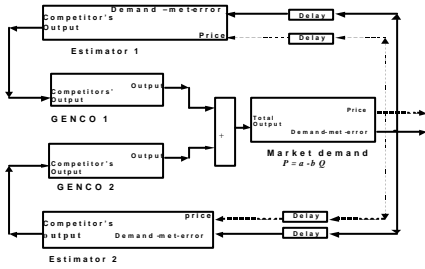 Demand –met-error
Delay
Competitor's
Output
Price
Delay
Estimator 1
Output
Competitors'
Output
GENCO 1
Price
Total
Output
+
Demand-met-error
Output
Competitor's
Output
GENCO 2
Market demand
P = a - b Q
price
Delay
Competitor's
output
Demand -met-error
Delay
Estimator 2